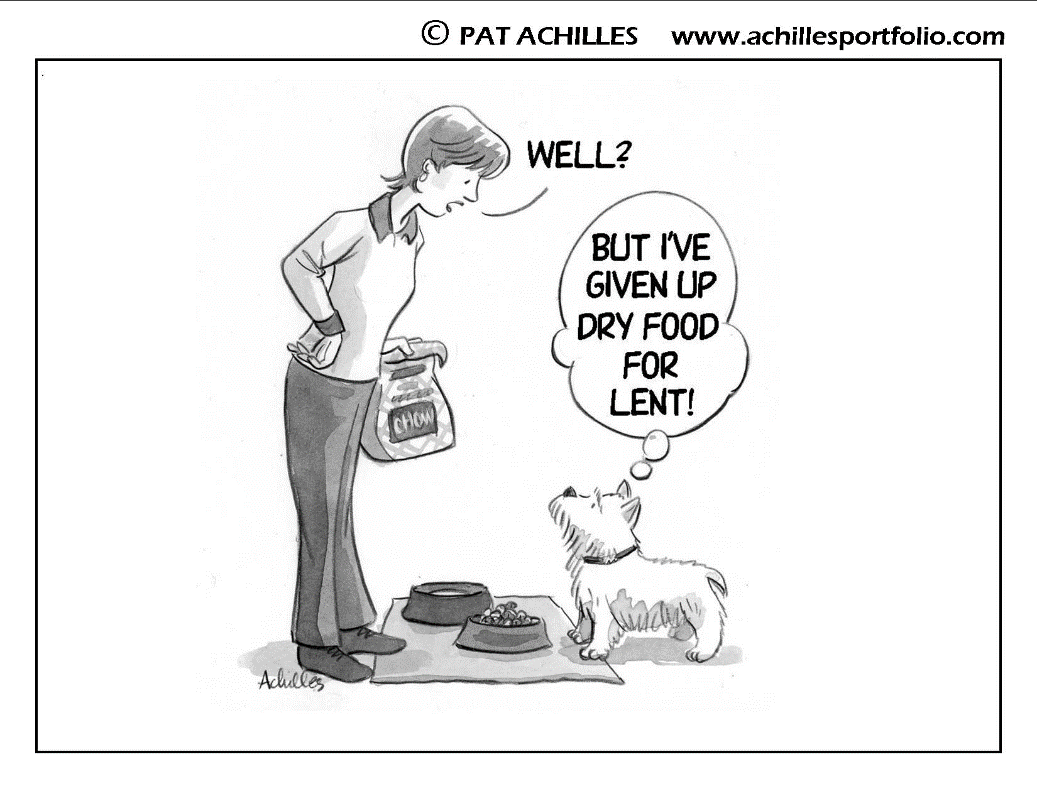 © PAT ACHILLES www.achillesportfolio.com
WELL?
BUT I'VE
GIVEN UP
DRY FOOD
FOR
LENT!
CHOW
Achilles